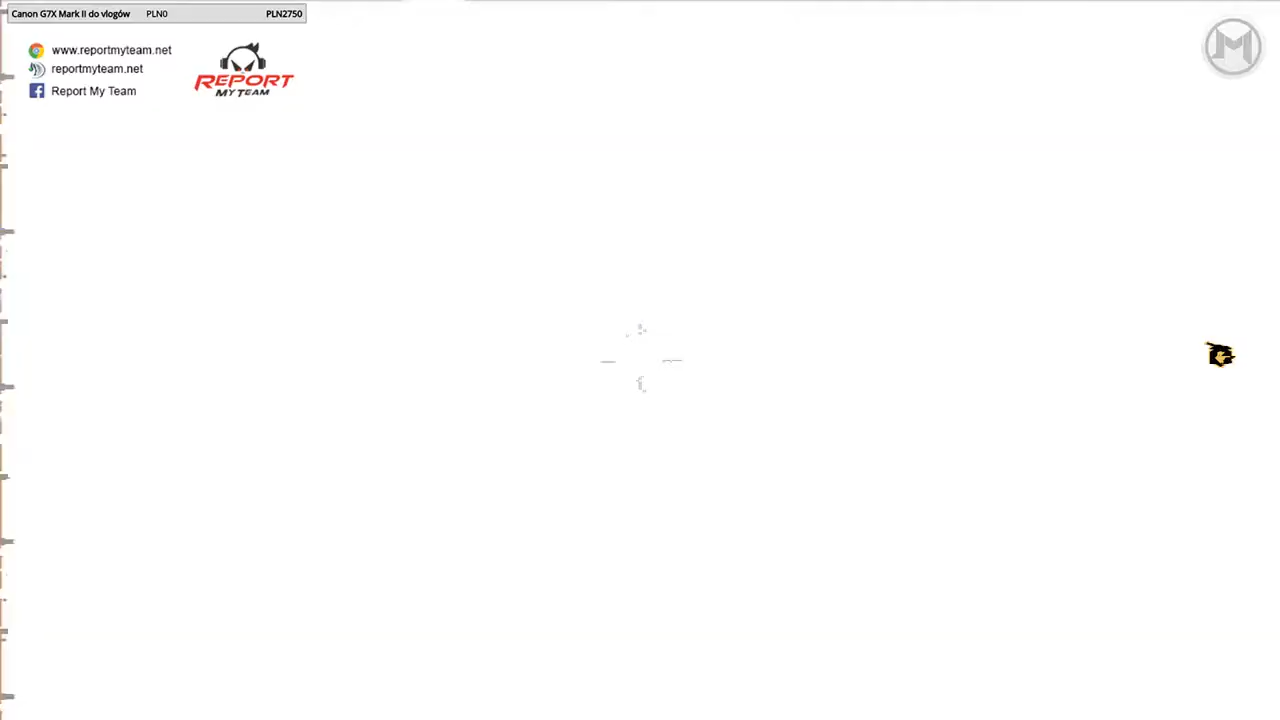 Canon G7X Mark II do vlogów PLN0 PLN2750
www.reportmyteam.net
reportmyteam.net
Report My Team
REPORT
MY TEAM